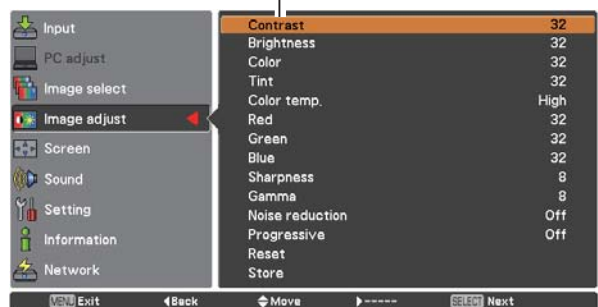 Input
PC adjust
Image select
Image adjust
Screen
Sound
Setting
Information
Network
Contrast 32
Brightness 32
Color 32
Tint 32
Color temp. High
Red 32
Green 32
Blue 32
Sharpness 8
Gamma 8
Noise reduction Off
Progressive Off
Reset
Store
MENU Exit ◀Back ⬍Move ▶----- SELECT Next